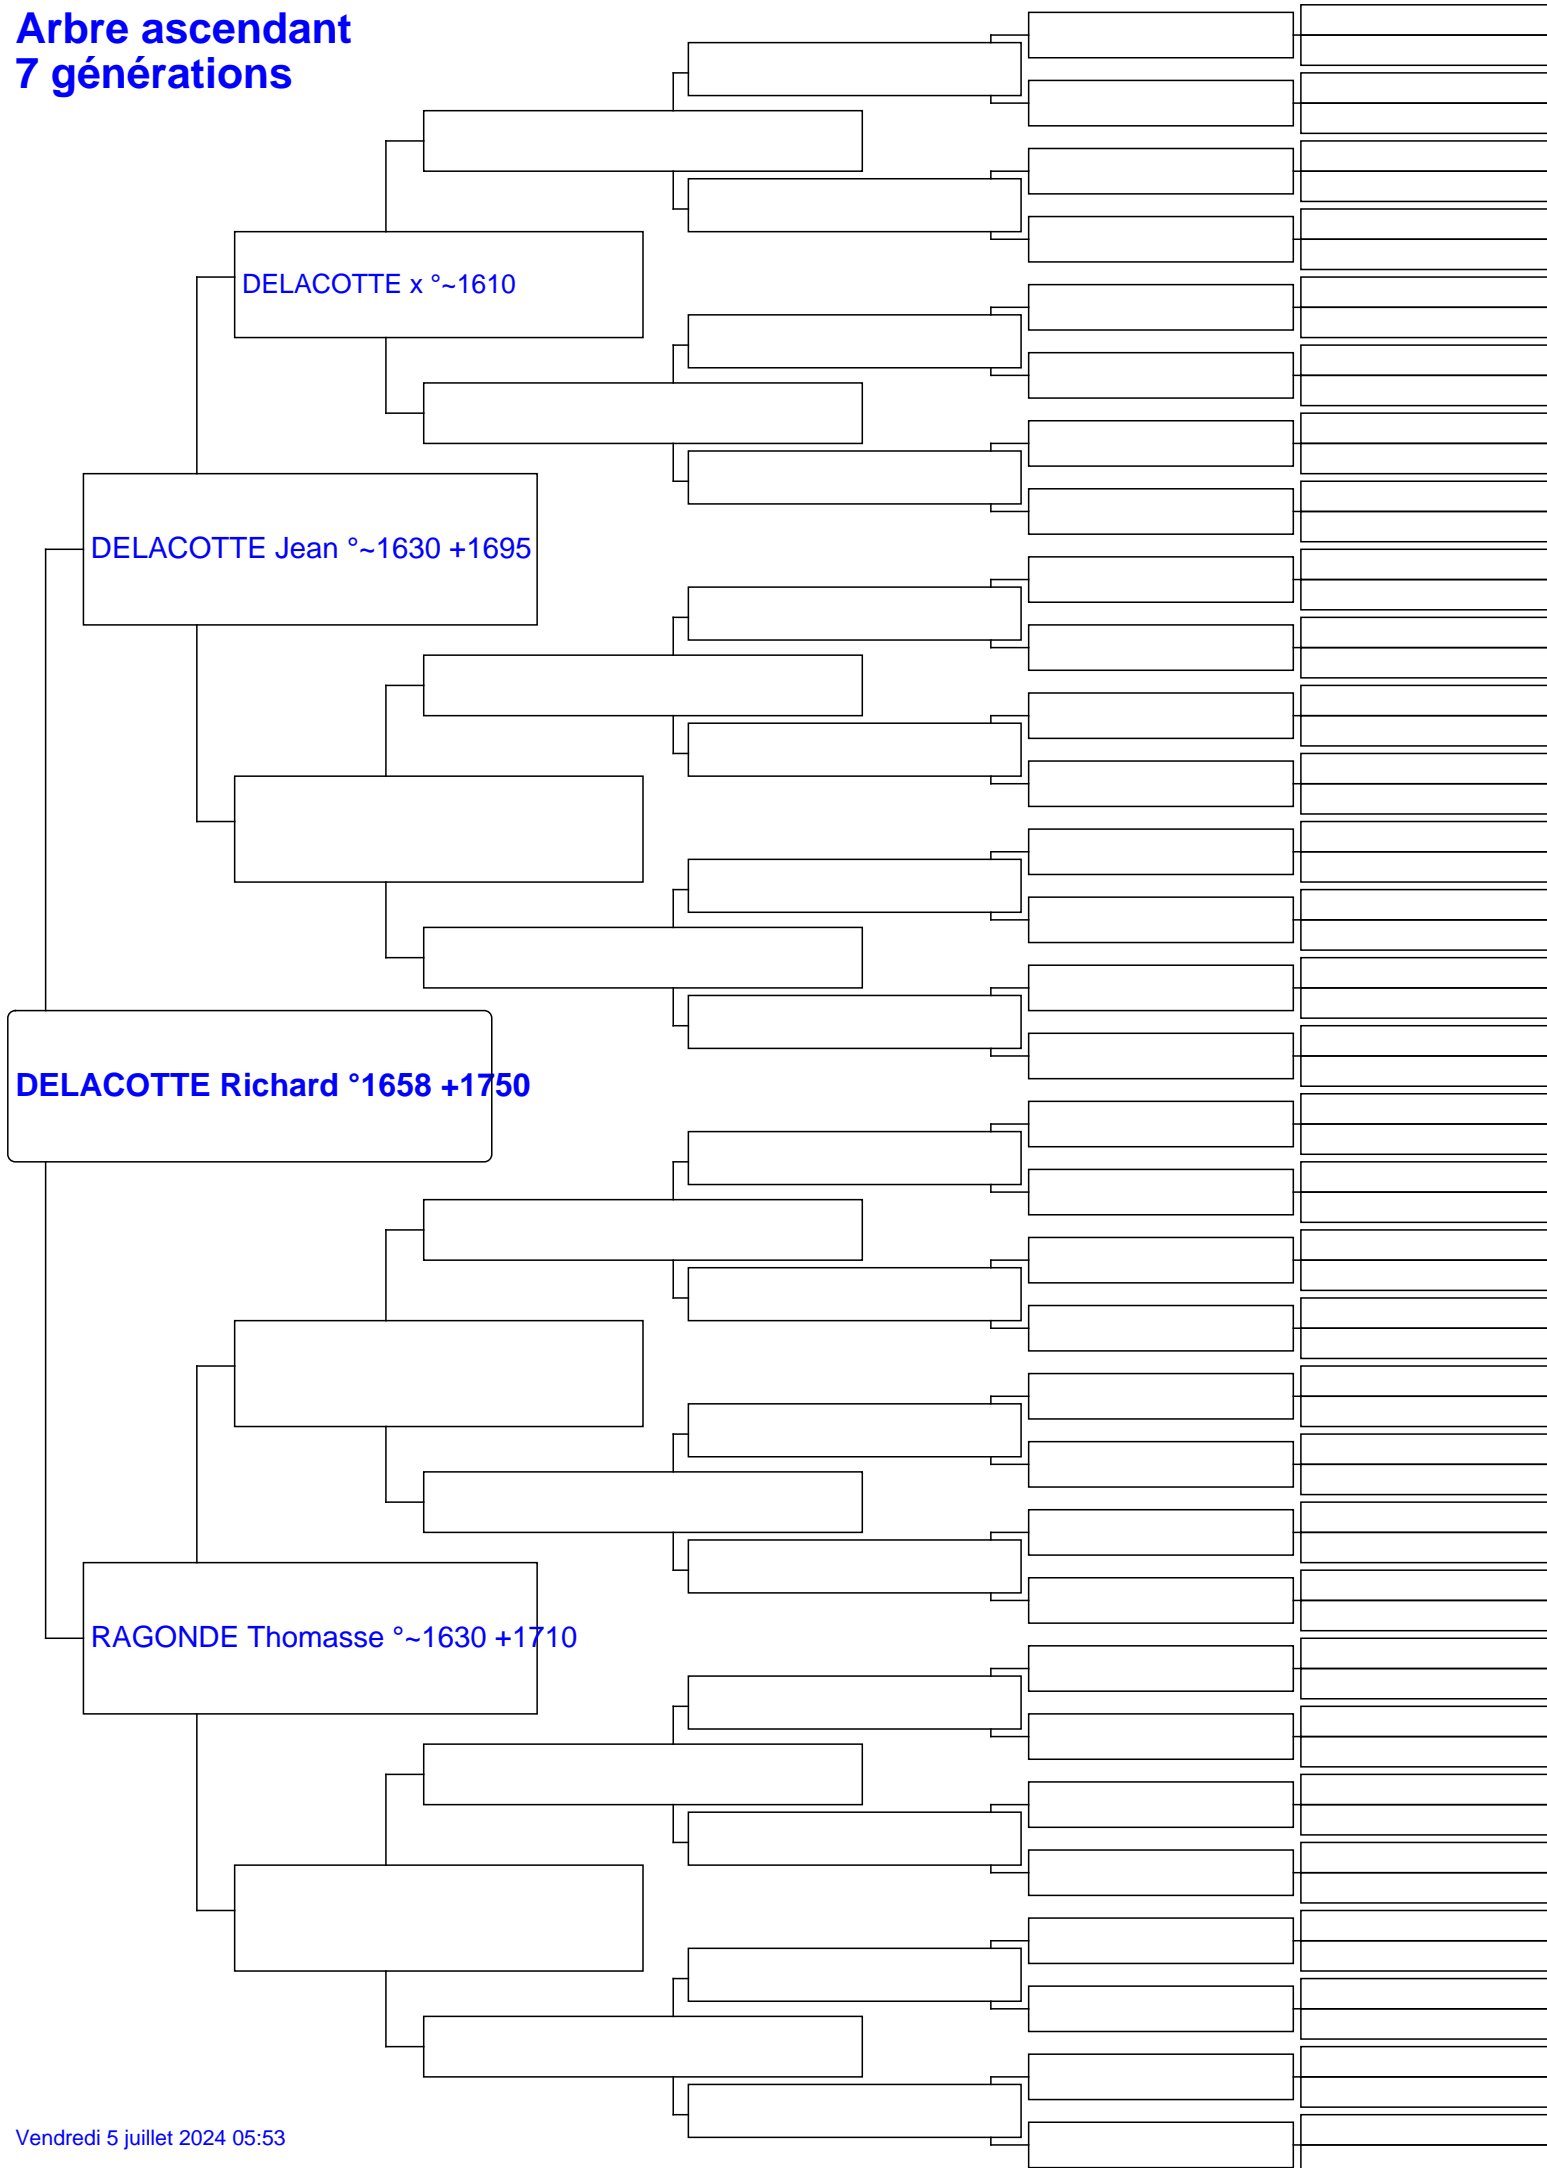 Arbre ascendant
7 générations
DELACOTTE x °~1610
DELACOTTE Jean °~1630 +1695
DELACOTTE Richard °1658 +1750
RAGONDE Thomasse °~1630 +1710
Vendredi 5 juillet 2024 05:53